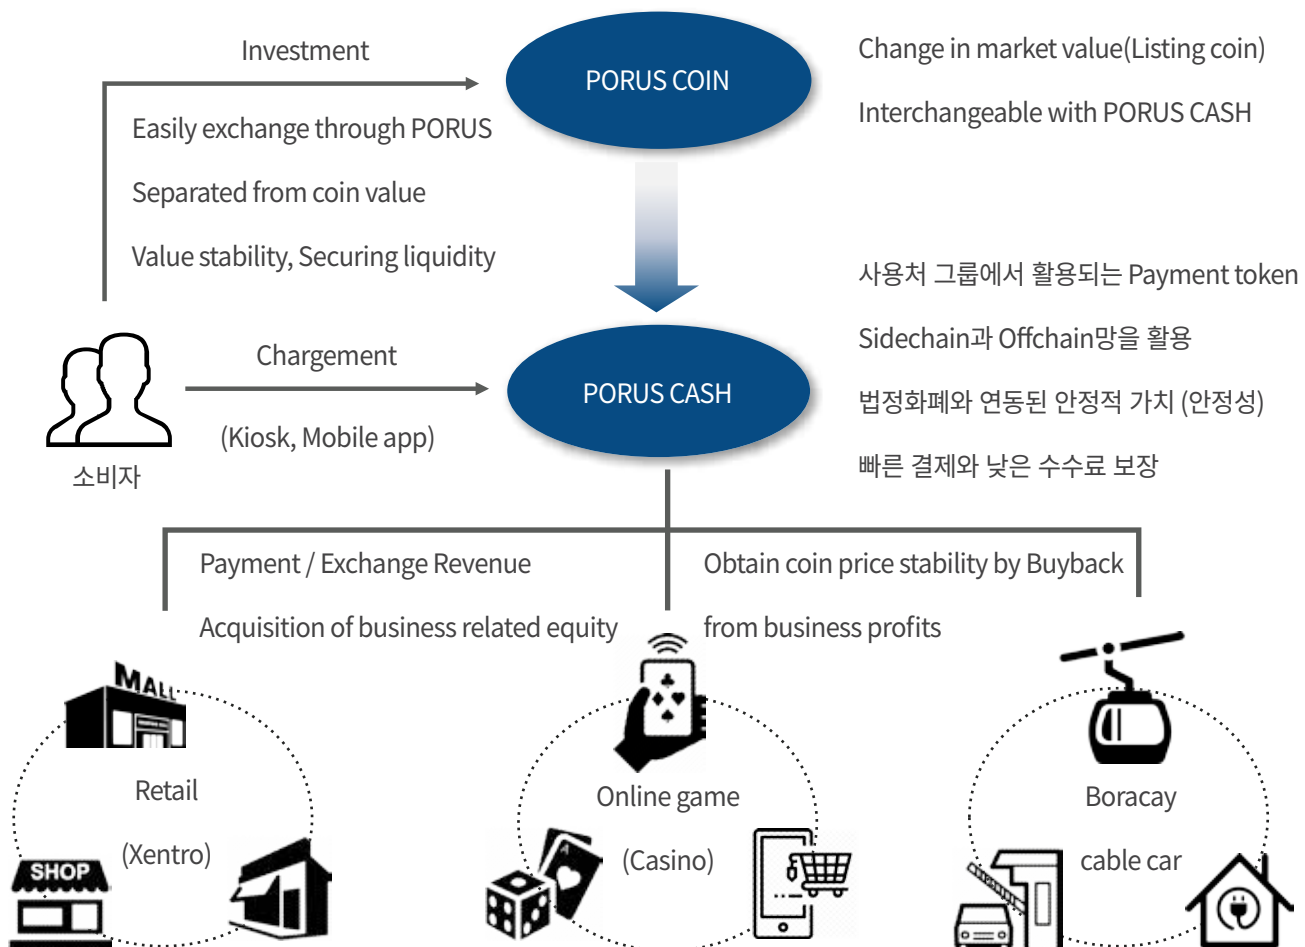 Investment
PORUS COIN
Change in market value(Listing coin)
Interchangeable with PORUS CASH
Easily exchange through PORUS
Separated from coin value
Value stability, Securing liquidity
사용처 그룹에서 활용되는 Payment token
Sidechain과 Offchain망을 활용
법정화폐와 연동된 안정적 가치 (안정성)
빠른 결제와 낮은 수수료 보장
Chargement
(Kiosk, Mobile app)
PORUS CASH
소비자
Payment / Exchange Revenue
Acquisition of business related equity
Obtain coin price stability by Buyback
from business profits
MALL
Retail
(Xentro)
SHOP
Online game
(Casino)
A
Boracay
cable car